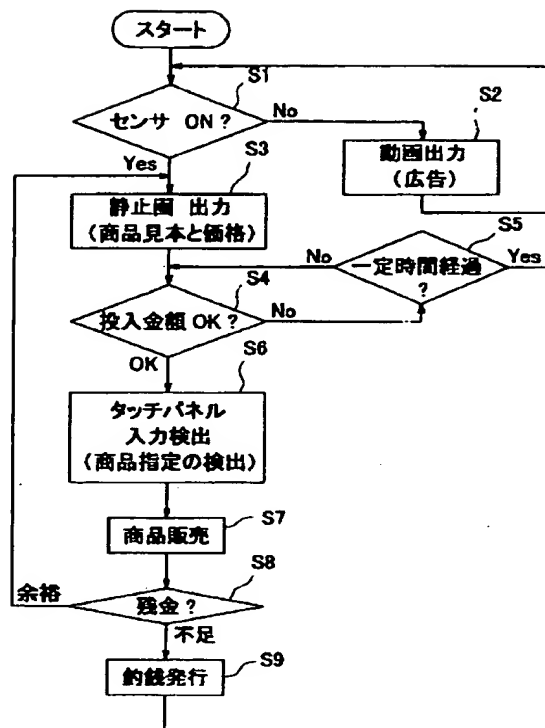 スタート
S1
センサ ON ?
No
S2
動画出力
(広告)
Yes
S3
静止画 出力
(商品見本と価格)
S5
No
一定時間経過
?
Yes
S4
投入金額 OK ?
No
OK
S6
タッチパネル
入力検出
(商品指定の検出)
S7
商品販売
S8
余裕
残金 ?
不足
S9
釣銭発行